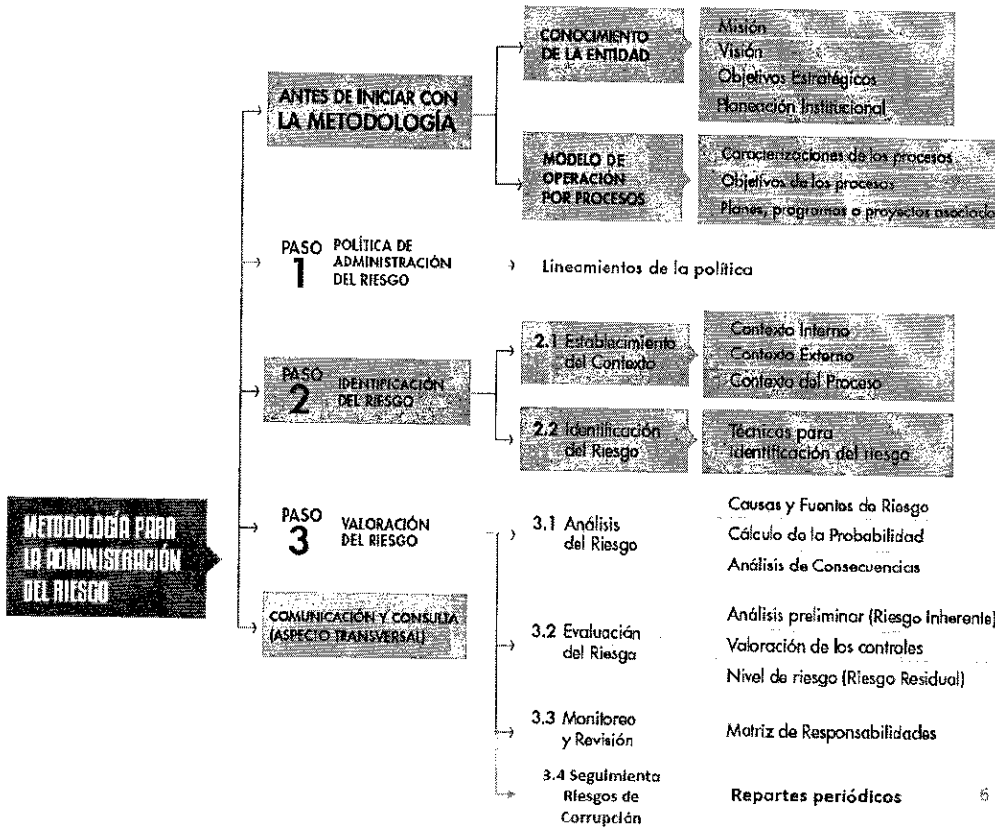 CONOCIMIENTO
DE LA ENTIDAD
Misión
Visión
Objetivos Estratégicos
Planeación Institucional
ANTES DE INICIAR CON
LA METODOLOGÍA
MODELO DE
OPERACIÓN
POR PROCESOS
Caracterizaciones de los procesos
Objetivos de los procesos
Planes, programas o proyectos asociado
PASO
1
POLÍTICA DE
ADMINISTRACIÓN
DEL RIESGO
Lineamientos de la política
PASO
2
IDENTIFICACIÓN
DEL RIESGO
2.1 Establecimiento
del Contexto
Contexto Interno
Contexto Externo
Contexto del Proceso
2.2 Identificación
del Riesgo
Técnicas para
identificación del riesgo
METODOLOGÍA PARA
LA ADMINISTRACIÓN
DEL RIESGO
PASO
3
VALORACIÓN
DEL RIESGO
3.1 Análisis
del Riesgo
Causas y Fuentes de Riesgo
Cálculo de la Probabilidad
Análisis de Consecuencias
COMUNICACIÓN Y CONSULTA
(ASPECTO TRANSVERSAL)
3.2 Evaluación
del Riesgo
Análisis preliminar (Riesgo Inherente)
Valoración de los controles
Nivel de riesgo (Riesgo Residual)
3.3 Monitoreo
y Revisión
Matriz de Responsabilidades
3.4 Seguimiento
Riesgos de
Corrupción
Reportes periódicos
6